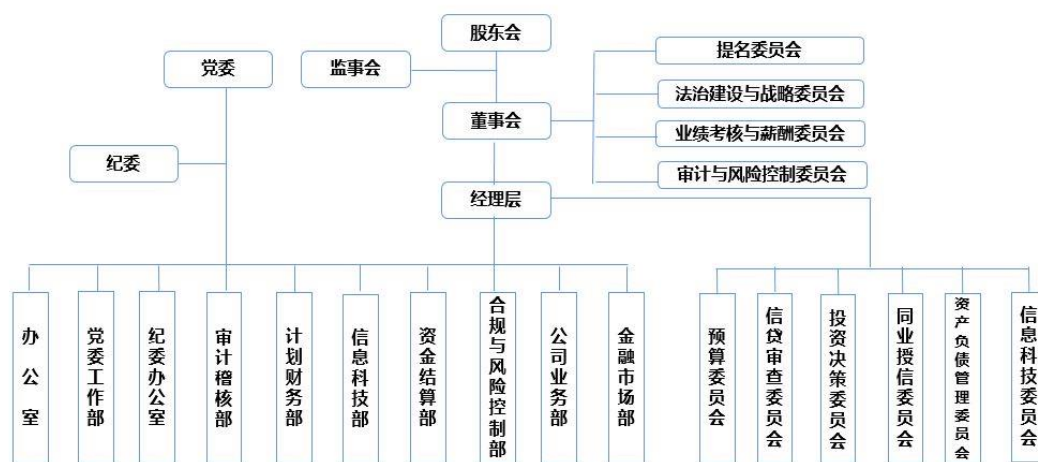 股东会
党委
监事会
提名委员会
法治建设与战略委员会
董事会
业绩考核与薪酬委员会
纪委
审计与风险控制委员会
经理层
办公室
党委工作部
纪委办公室
审计稽核部
计划财务部
信息科技部
资金结算部
合规与风险控制部
公司业务部
金融市场部
预算委员会
信贷审查委员会
投资决策委员会
同业授信委员会
资产负债管理委员会
信息科技委员会